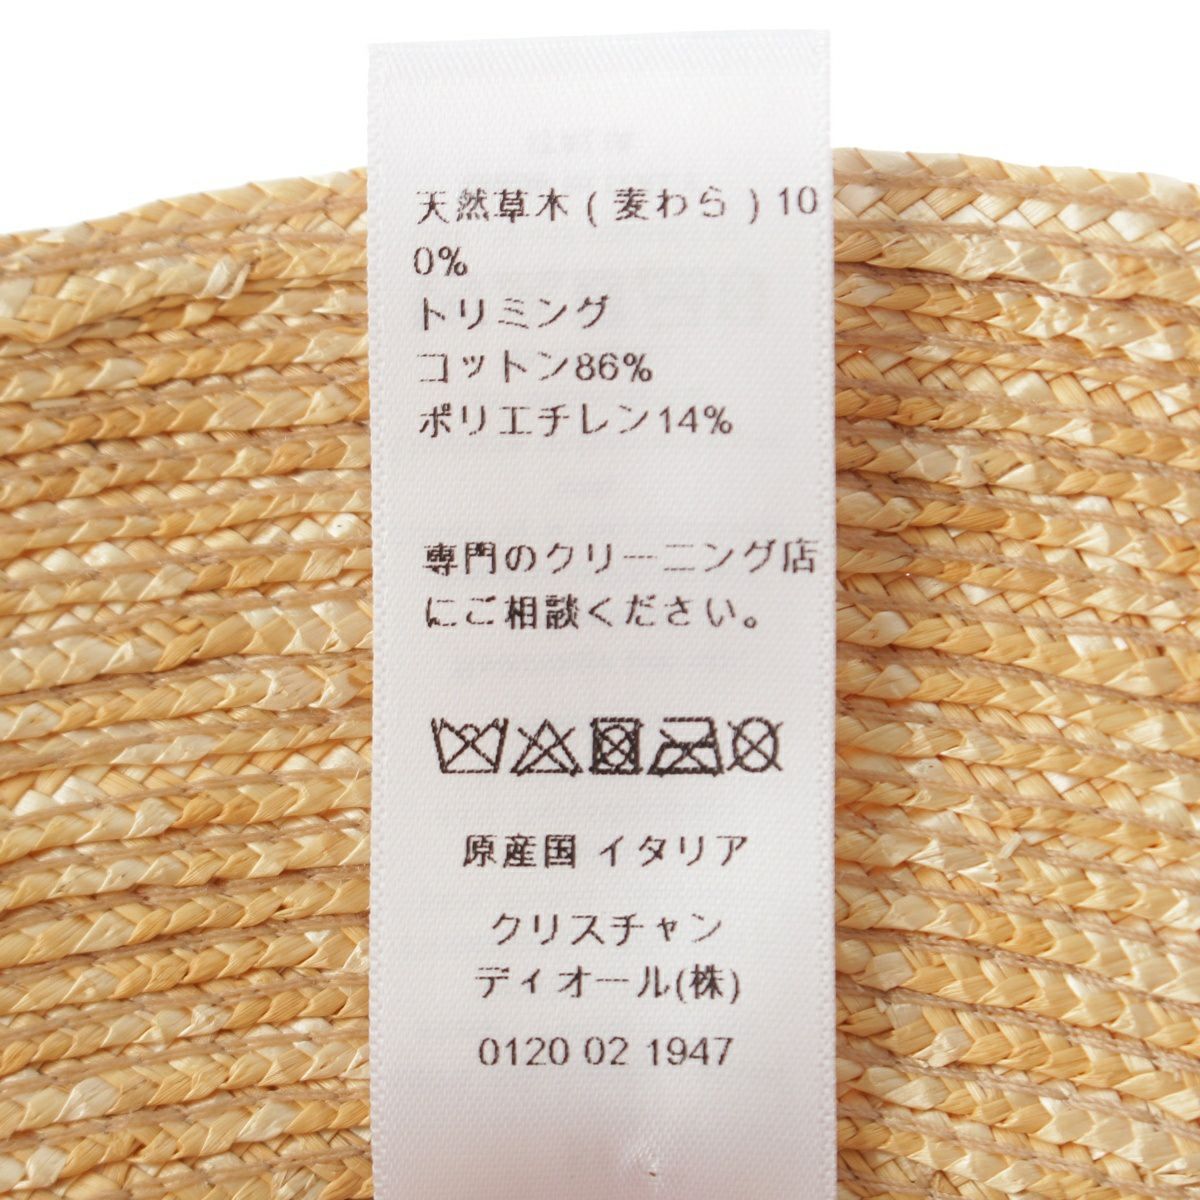 天然草木(麦わら)10
0%
トリミング
コットン86%
ポリエチレン14%
専門のクリーニング店
にご相談ください。
原産国 イタリア
クリスチャン
ディオール(株)
0120 02 1947